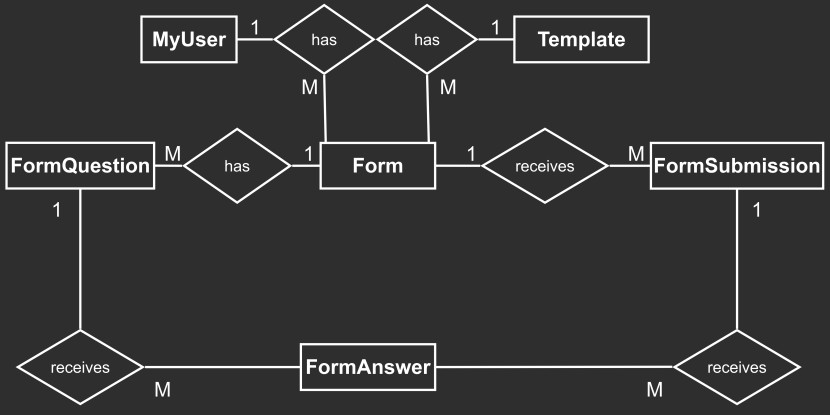 MyUser 1 has has 1 Template
M M
FormQuestion M has 1 Form 1 receives M FormSubmission
1 1
receives FormAnswer receives
M M